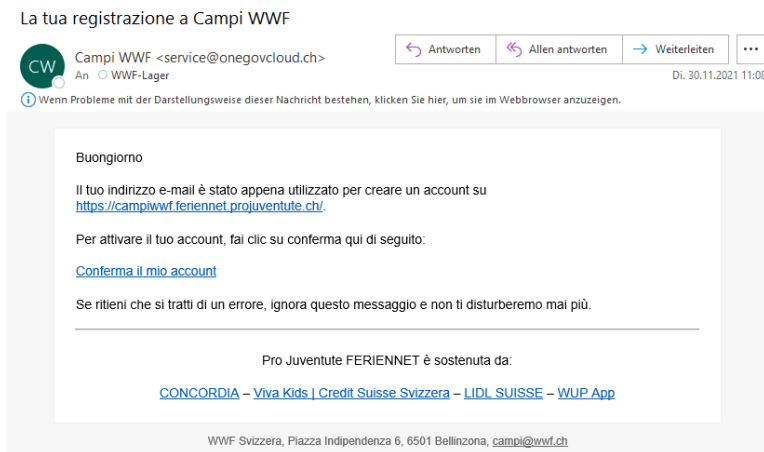 La tua registrazione a Campi WWF
CW
Campi WWF <service@onegovcloud.ch>
An WWF-Lager
Antworten
Allen antworten
Weiterleiten
...
Di. 30.11.2021 11:08
Wenn Probleme mit der Darstellungsweise dieser Nachricht bestehen, klicken Sie hier, um sie im Webbrowser anzuzeigen.
Buongiorno
Il tuo indirizzo e-mail è stato appena utilizzato per creare un account su
https://campiwwf.feriennet.projuventute.ch/.
Per attivare il tuo account, fai clic su conferma qui di seguito:
Conferma il mio account
Se ritieni che si tratti di un errore, ignora questo messaggio e non ti disturberemo mai più.
Pro Juventute FERIENNET è sostenuta da:
CONCORDIA – Viva Kids | Credit Suisse Svizzera – LIDL SUISSE – WUP App
WWF Svizzera, Piazza Indipendenza 6, 6501 Bellinzona, campi@wwf.ch